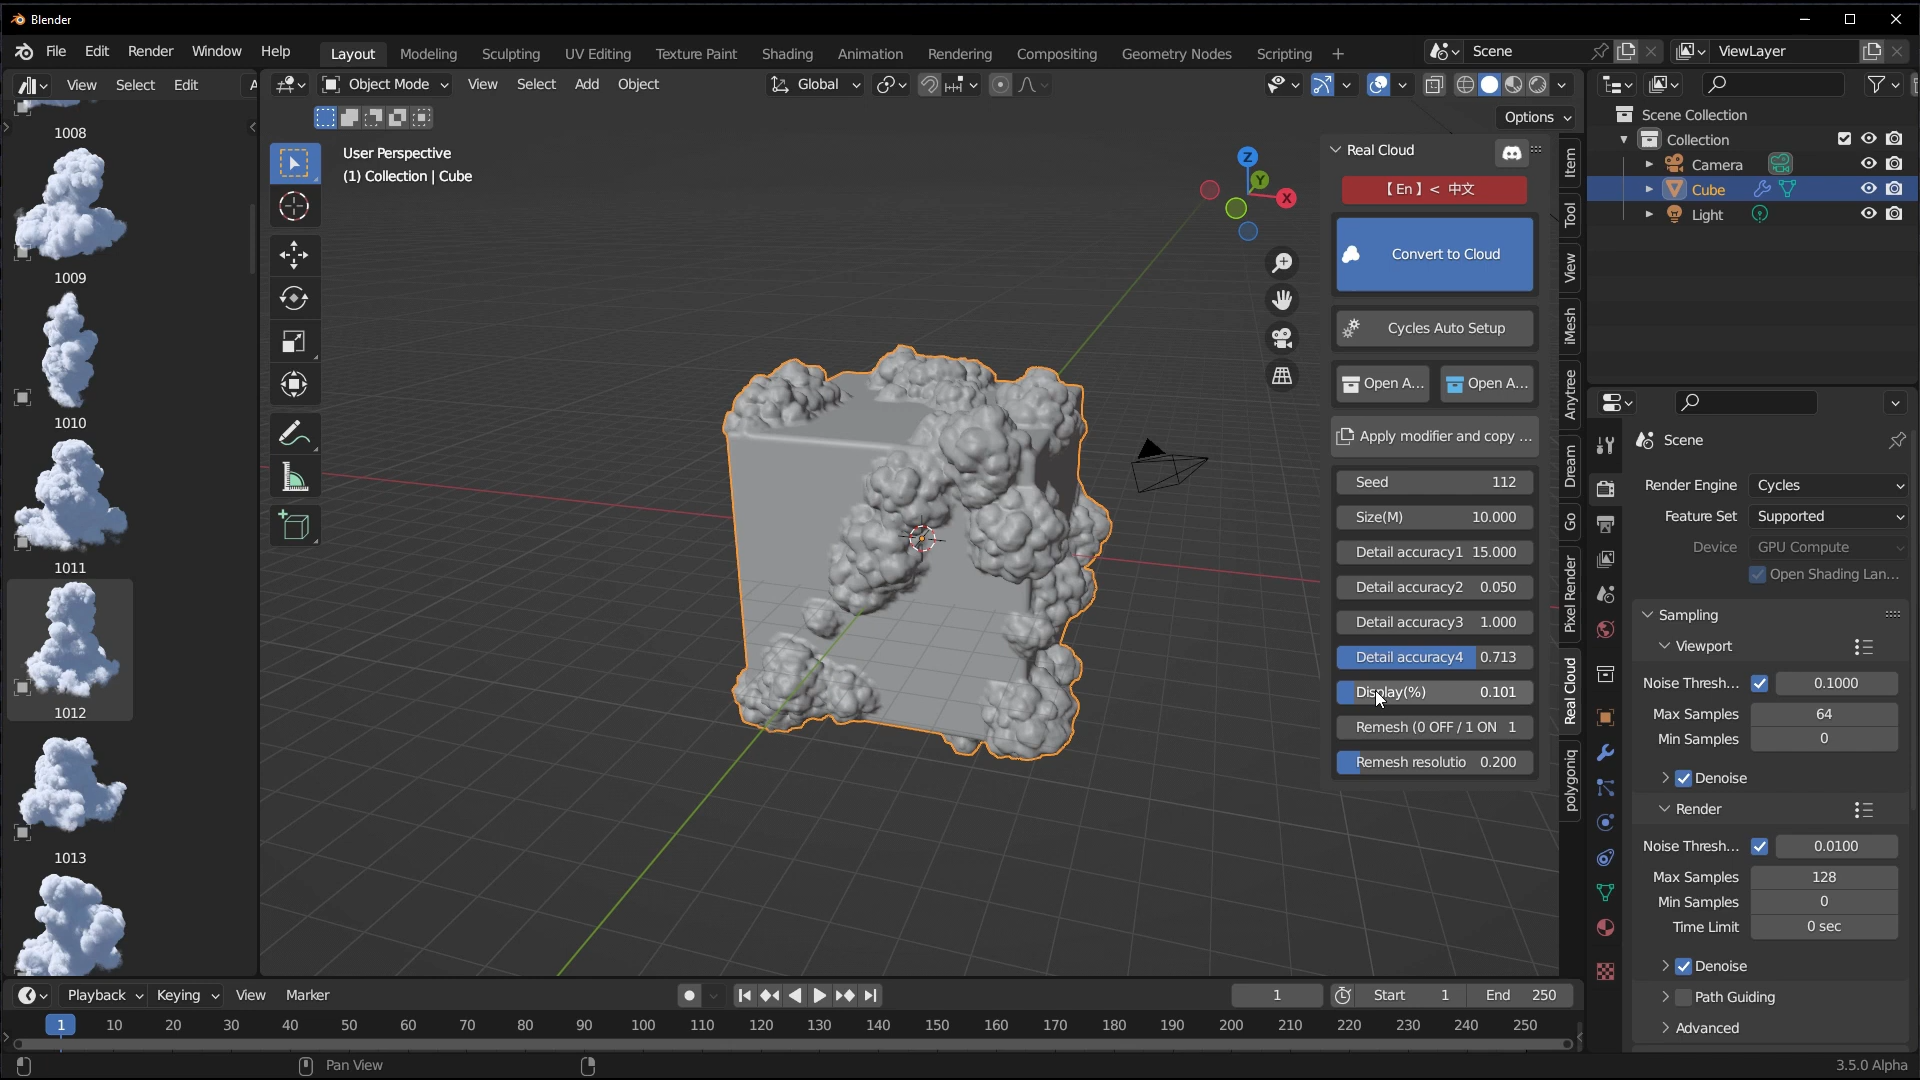 Blender
File Edit Render Window Help
Layout Modeling Sculpting UV Editing Texture Paint Shading Animation Rendering Compositing Geometry Nodes Scripting +
Scene
ViewLayer
View Select Edit
Object Mode View Select Add Object
Global
Options
User Perspective
(1) Collection | Cube
Z
Y
X
1008
1009
1010
1011
1012
1013
Real Cloud
【En】< 中文
Convert to Cloud
Cycles Auto Setup
Open A... Open A...
Apply modifier and copy ...
Seed 112
Size(M) 10.000
Detail accuracy1 15.000
Detail accuracy2 0.050
Detail accuracy3 1.000
Detail accuracy4 0.713
Display(%) 0.101
Remesh (0 OFF / 1 ON 1
Remesh resolutio 0.200
Item
Tool
View
iMesh
Anytree
Dream
Go
Pixel Render
Real Cloud
polygoniq
Scene Collection
Collection
Camera
Cube
Light
Scene
Render Engine Cycles
Feature Set Supported
Device GPU Compute
Open Shading Lan...
Sampling
Viewport
Noise Thresh... 0.1000
Max Samples 64
Min Samples 0
Denoise
Render
Noise Thresh... 0.0100
Max Samples 128
Min Samples 0
Time Limit 0 sec
Denoise
Path Guiding
Advanced
Playback Keying View Marker
1 Start 1 End 250
1 10 20 30 40 50 60 70 80 90 100 110 120 130 140 150 160 170 180 190 200 210 220 230 240 250
Pan View
3.5.0 Alpha